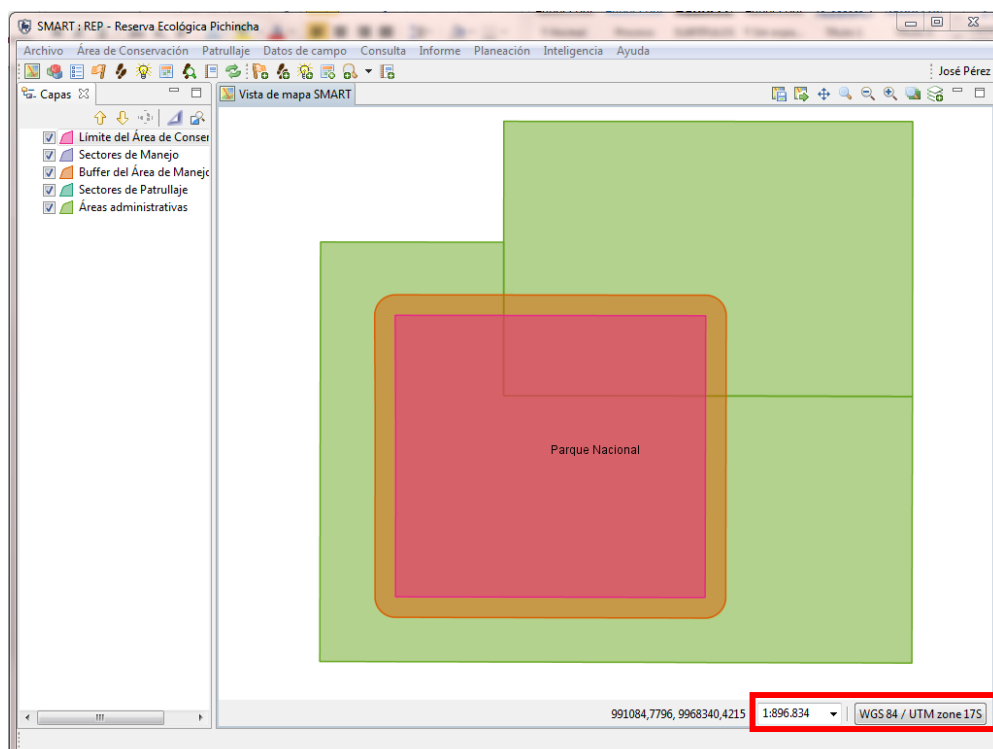 SMART : REP - Reserva Ecológica Pichincha
Archivo Área de Conservación Patrullaje Datos de campo Consulta Informe Planeación Inteligencia Ayuda
José Pérez
Capas
Vista de mapa SMART
Límite del Área de Conser
Sectores de Manejo
Buffer del Área de Manejo
Sectores de Patrullaje
Áreas administrativas
Parque Nacional
991084,7796, 9968340,4215 1:896.834 WGS 84 / UTM zone 17S